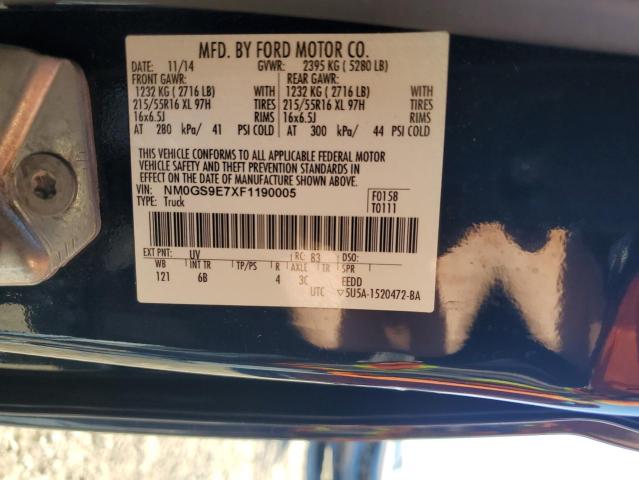 MFD. BY FORD MOTOR CO.
DATE: 11/14 GVWR: 2395 KG ( 5280 LB)
FRONT GAWR: REAR GAWR:
1232 KG ( 2716 LB) WITH 1232 KG ( 2716 LB) WITH
215/55R16 XL 97H TIRES 215/55R16 XL 97H TIRES
16x6.5J RIMS 16x6.5J RIMS
AT 280 kPa/ 41 PSI COLD AT 300 kPa/ 44 PSI COLD
THIS VEHICLE CONFORMS TO ALL APPLICABLE FEDERAL MOTOR
VEHICLE SAFETY AND THEFT PREVENTION STANDARDS IN
EFFECT ON THE DATE OF MANUFACTURE SHOWN ABOVE.
VIN: NM0GS9E7XF1190005 F0158
TYPE: Truck T0111
EXT PNT: UV RC: 83 DSO:
WB INT TR TP/PS R AXLE TR SPR
121 6B 4 3C EEDD
UTC ▽5U5A-1520472-BA